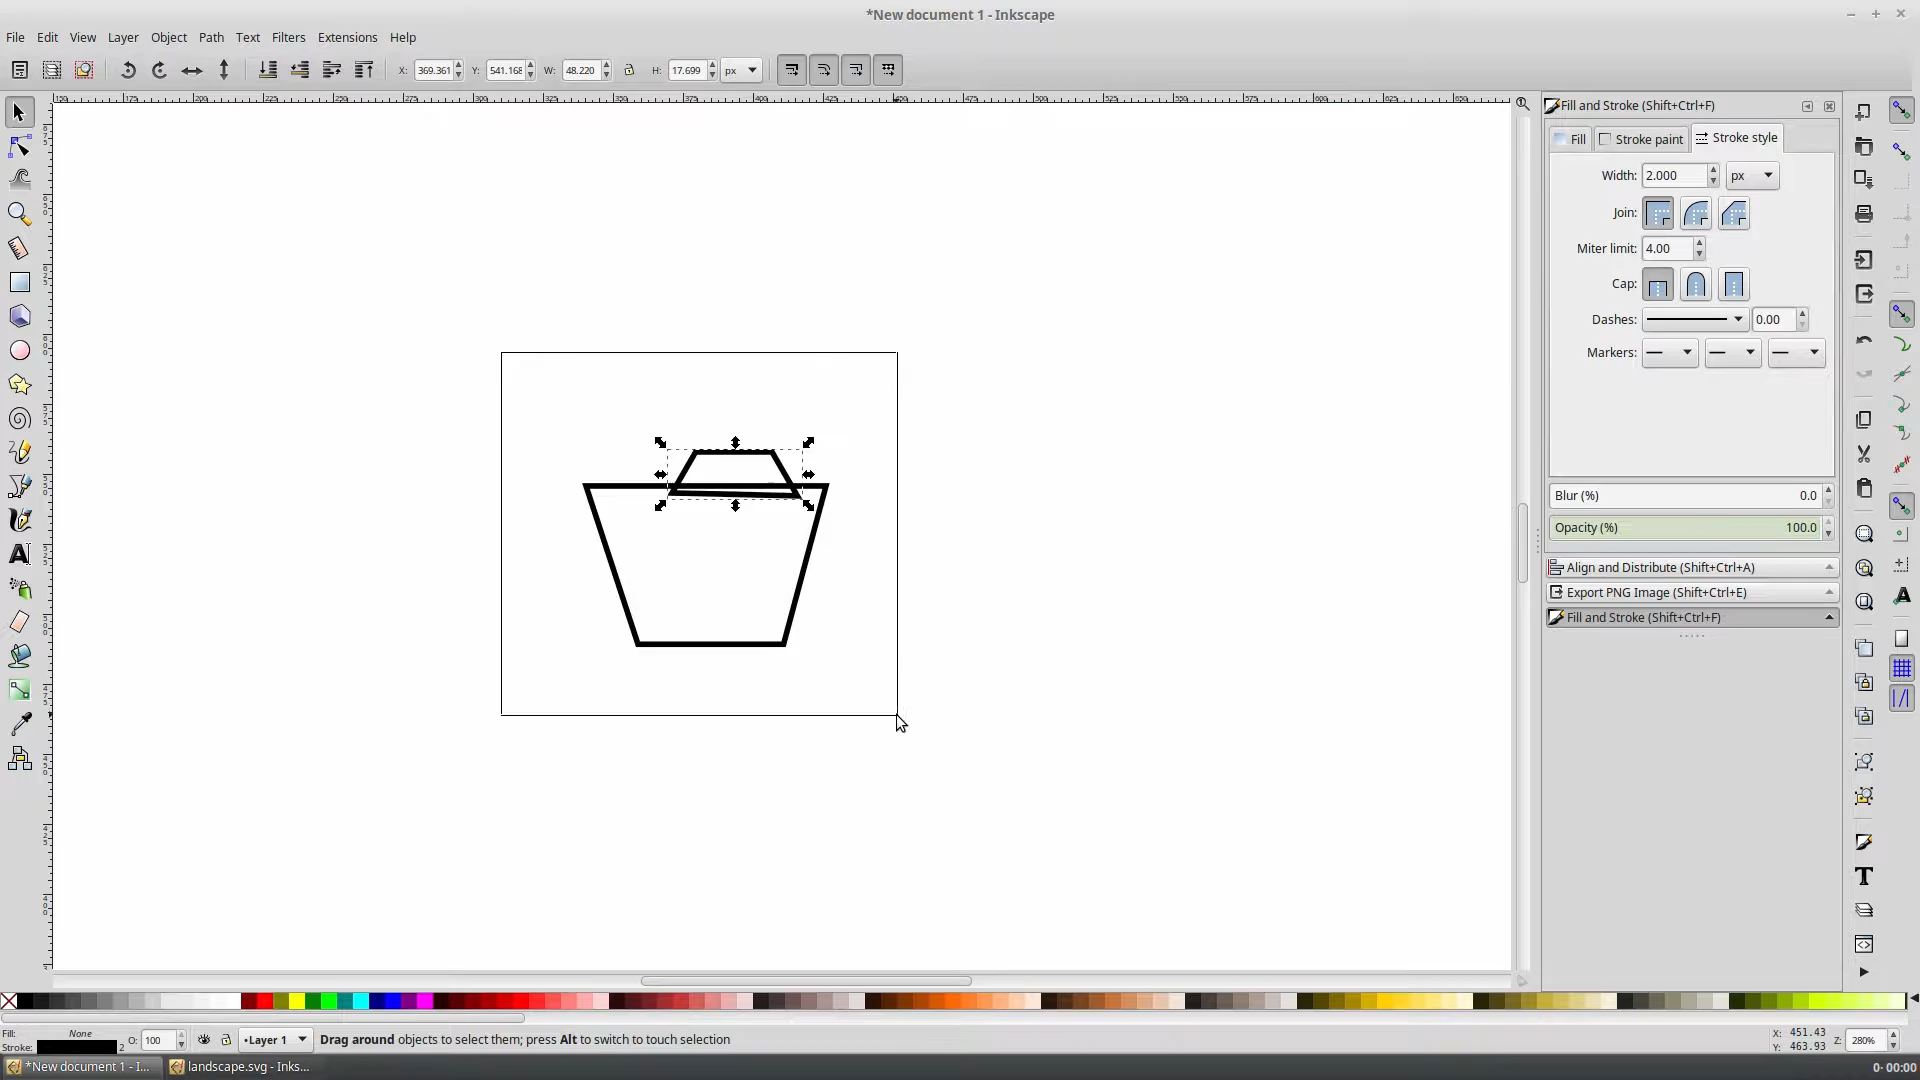 *New document 1 - Inkscape
File Edit View Layer Object Path Text Filters Extensions Help
X: 369.361 Y: 541.168 W: 48.220 H: 17.699 px
Fill and Stroke (Shift+Ctrl+F)
Fill Stroke paint Stroke style
Width: 2.000 px
Join:
Miter limit: 4.00
Cap:
Dashes: 0.00
Markers:
Blur (%) 0.0
Opacity (%) 100.0
Align and Distribute (Shift+Ctrl+A)
Export PNG Image (Shift+Ctrl+E)
Fill and Stroke (Shift+Ctrl+F)
Fill: None
Stroke: 2 O: 100 •Layer 1 Drag around objects to select them; press Alt to switch to touch selection
X: 451.43
Y: 463.93 Z: 280%
*New document 1 - I... landscape.svg - Inks... 0- 00:00